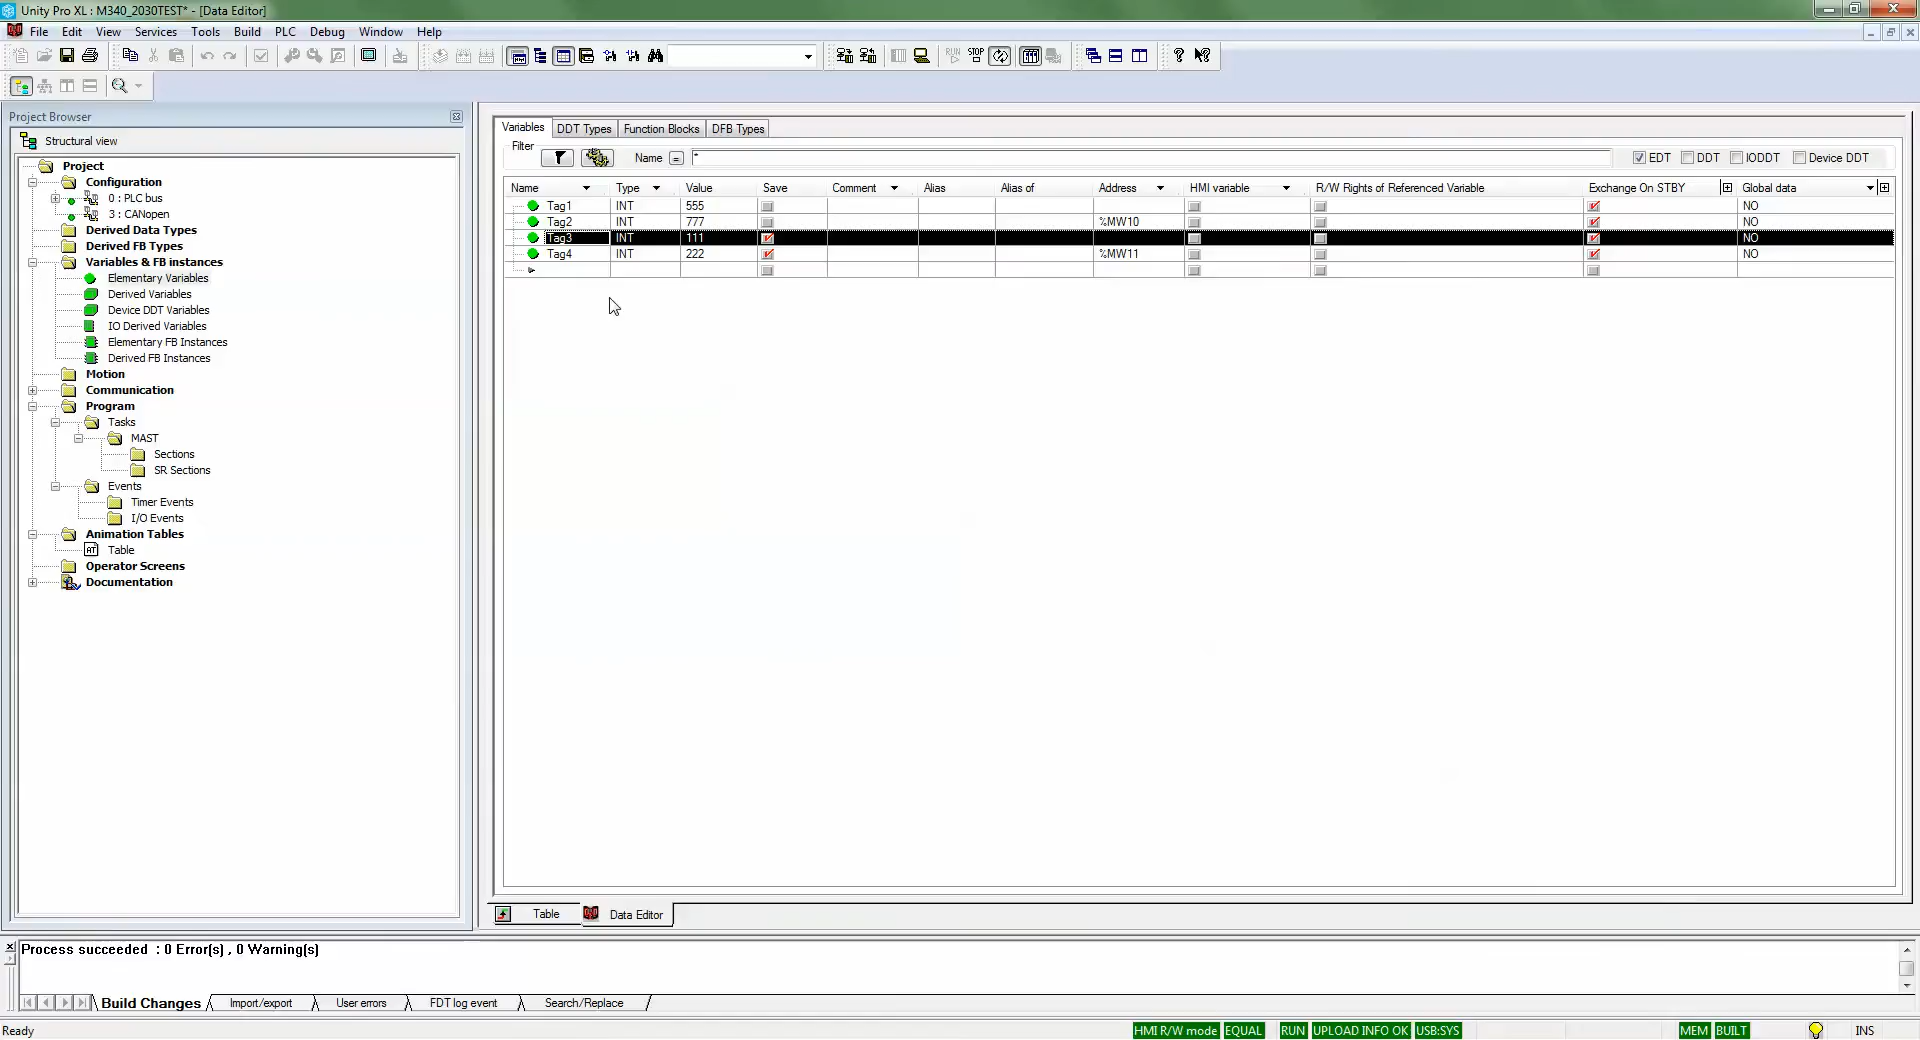 Unity Pro XL : M340_2030TEST* - [Data Editor]
File Edit View Services Tools Build PLC Debug Window Help
RUN STOP
Project Browser
Structural view
Project
Configuration
0 : PLC bus
3 : CANopen
Derived Data Types
Derived FB Types
Variables & FB instances
Elementary Variables
Derived Variables
Device DDT Variables
IO Derived Variables
Elementary FB Instances
Derived FB Instances
Motion
Communication
Program
Tasks
MAST
Sections
SR Sections
Events
Timer Events
I/O Events
Animation Tables
Table
Operator Screens
Documentation
Variables DDT Types Function Blocks DFB Types
Filter
Name = * EDT DDT IODDT Device DDT
Name Type Value Save Comment Alias Alias of Address HMI variable R/W Rights of Referenced Variable Exchange On STBY Global data
Tag1 INT 555 NO
Tag2 INT 777 %MW10 NO
Tag3 INT 111 NO
Tag4 INT 222 %MW11 NO
Table Data Editor
Process succeeded : 0 Error(s) , 0 Warning(s)
Build Changes Import/export User errors FDT log event Search/Replace
Ready HMI R/W mode EQUAL RUN UPLOAD INFO OK USB:SYS MEM BUILT INS